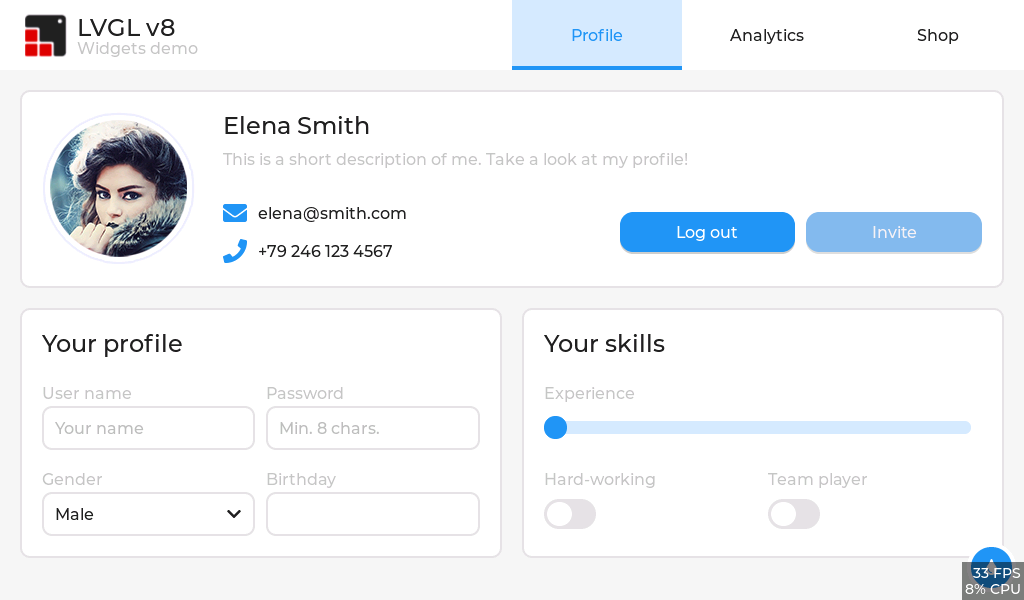 LVGL v8
Widgets demo
Profile
Analytics
Shop
Elena Smith
This is a short description of me. Take a look at my profile!
elena@smith.com
+79 246 123 4567
Log out
Invite
Your profile
User name
Password
Your name
Min. 8 chars.
Gender
Birthday
Male
Your skills
Experience
Hard-working
Team player
33 FPS
8% CPU